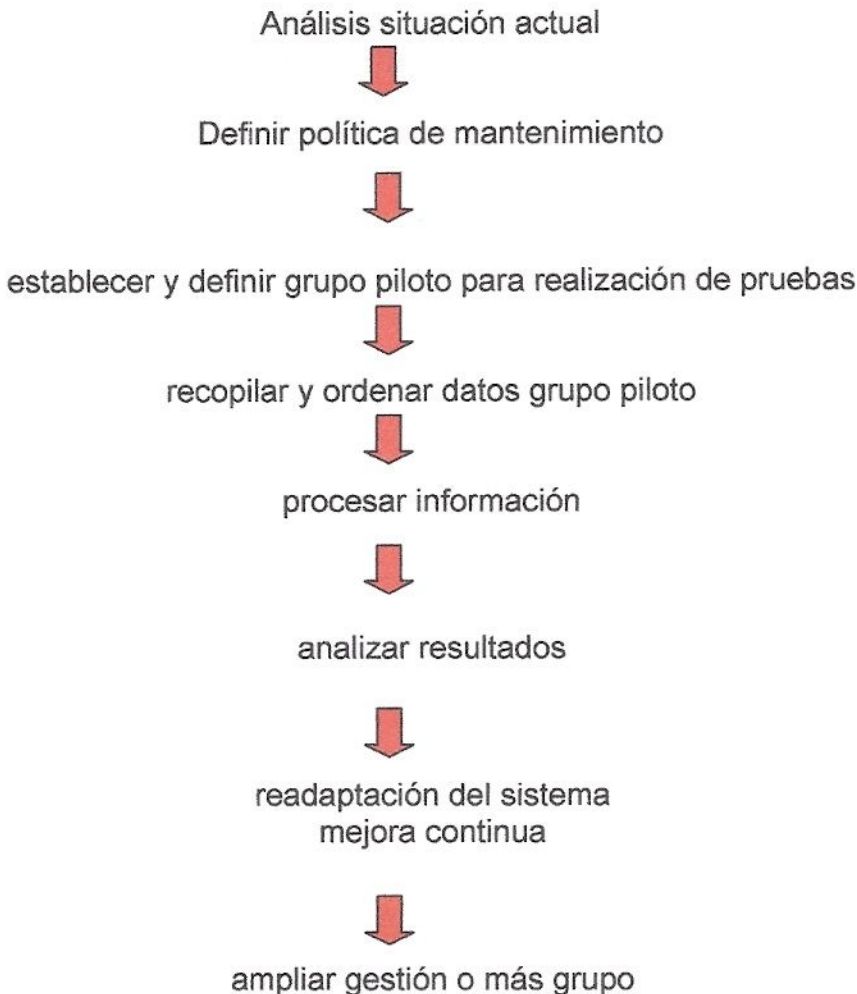 Análisis situación actual
Definir política de mantenimiento
establecer y definir grupo piloto para realización de pruebas
recopilar y ordenar datos grupo piloto
procesar información
analizar resultados
readaptación del sistema
mejora continua
ampliar gestión o más grupo